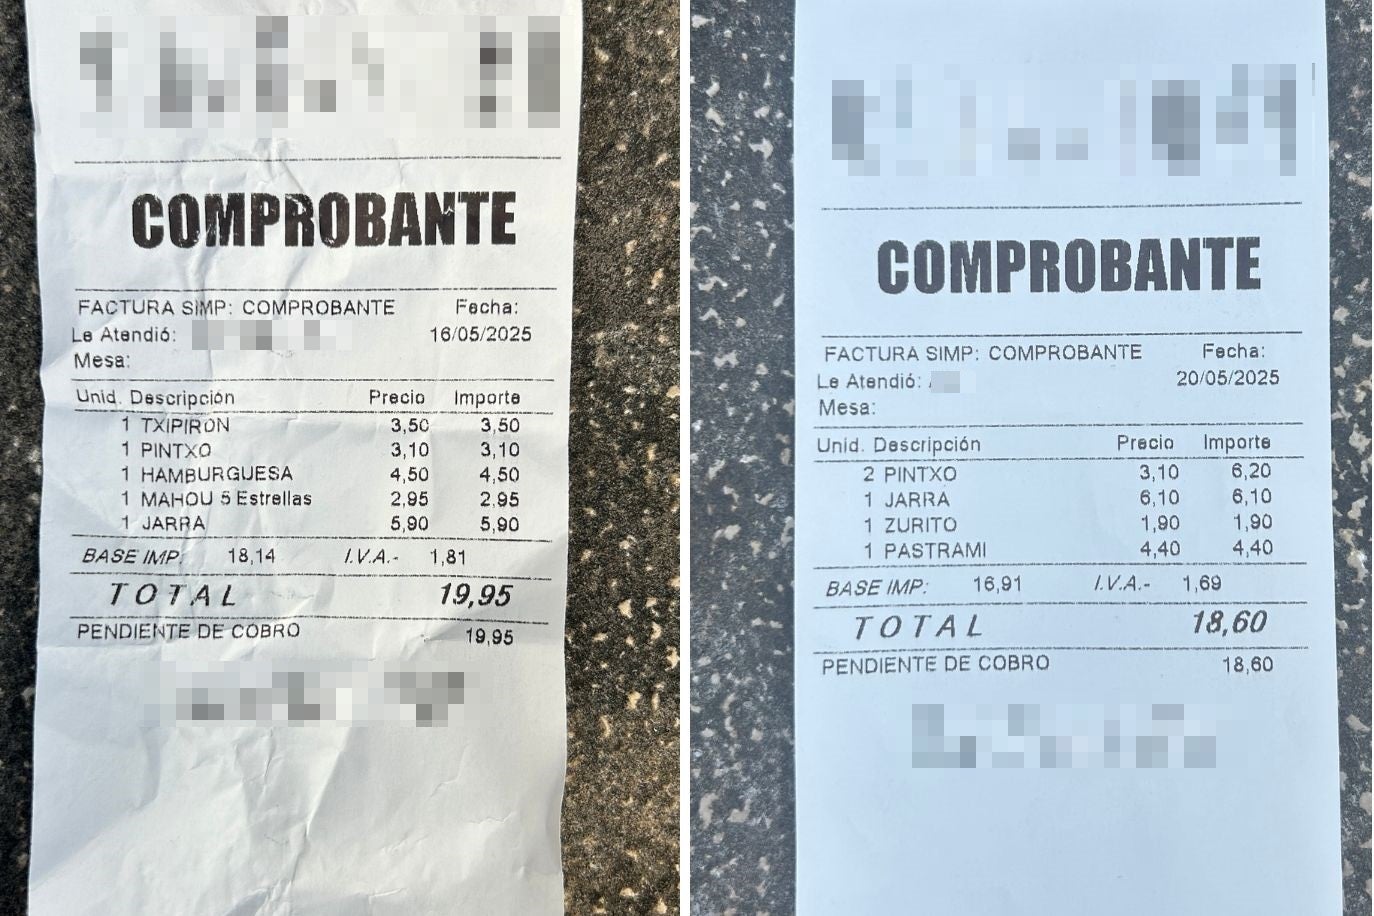 COMPROBANTE
FACTURA SIMP: COMPROBANTE Fecha:
Le Atendió: 16/05/2025
Mesa:
Unid. Descripción Precio Importe
1 TXIPIRON 3,50 3,50
1 PINTXO 3,10 3,10
1 HAMBURGUESA 4,50 4,50
1 MAHOU 5 Estrellas 2,95 2,95
1 JARRA 5,90 5,90
BASE IMP: 18,14 I.V.A.- 1,81
TOTAL 19,95
PENDIENTE DE COBRO 19,95
COMPROBANTE
FACTURA SIMP: COMPROBANTE Fecha:
Le Atendió: 20/05/2025
Mesa:
Unid. Descripción Precio Importe
2 PINTXO 3,10 6,20
1 JARRA 6,10 6,10
1 ZURITO 1,90 1,90
1 PASTRAMI 4,40 4,40
BASE IMP: 16,91 I.V.A.- 1,69
TOTAL 18,60
PENDIENTE DE COBRO 18,60